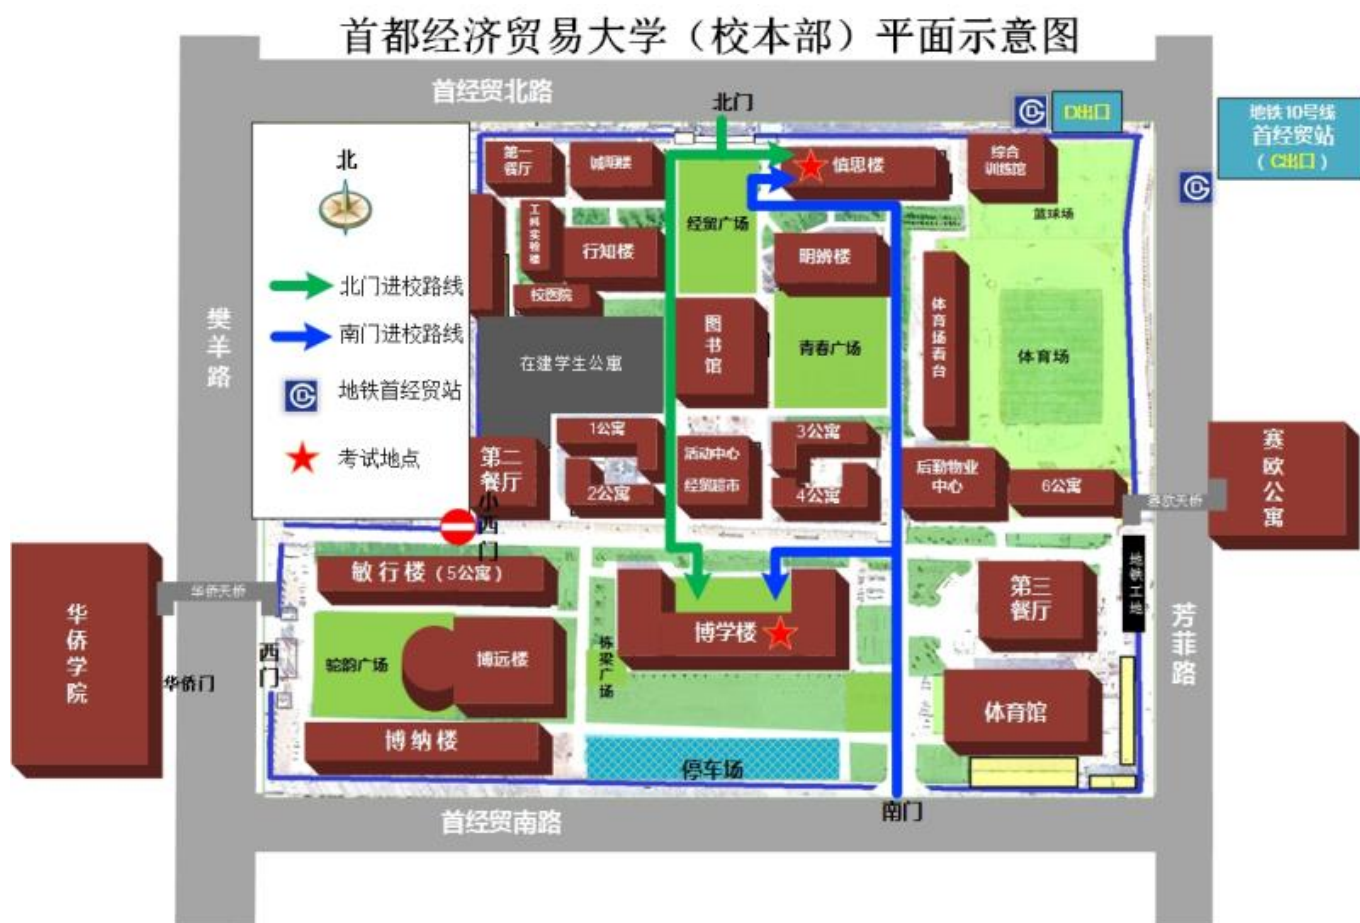 首都经济贸易大学（校本部）平面示意图
首经贸北路
北门
D出口
地铁10号线
首经贸站
（C出口）
北
北门进校路线
南门进校路线
地铁首经贸站
考试地点
第一
餐厅
诚明楼
慎思楼
综合
训练馆
篮球场
工科实验楼
行知楼
经贸广场
明辨楼
校医院
樊羊路
在建学生公寓
图书馆
青春广场
体育场看台
体育场
1公寓
2公寓
第二
餐厅
活动中心
经贸超市
3公寓
4公寓
后勤物业
中心
6公寓
赛欧天桥
赛欧公寓
小西门
敏行楼（5公寓）
华侨天桥
华侨学院
华侨门
西门
博远楼
栋梁广场
博学楼
第三
餐厅
芳菲路
体育馆
博纳楼
停车场
南门
首经贸南路